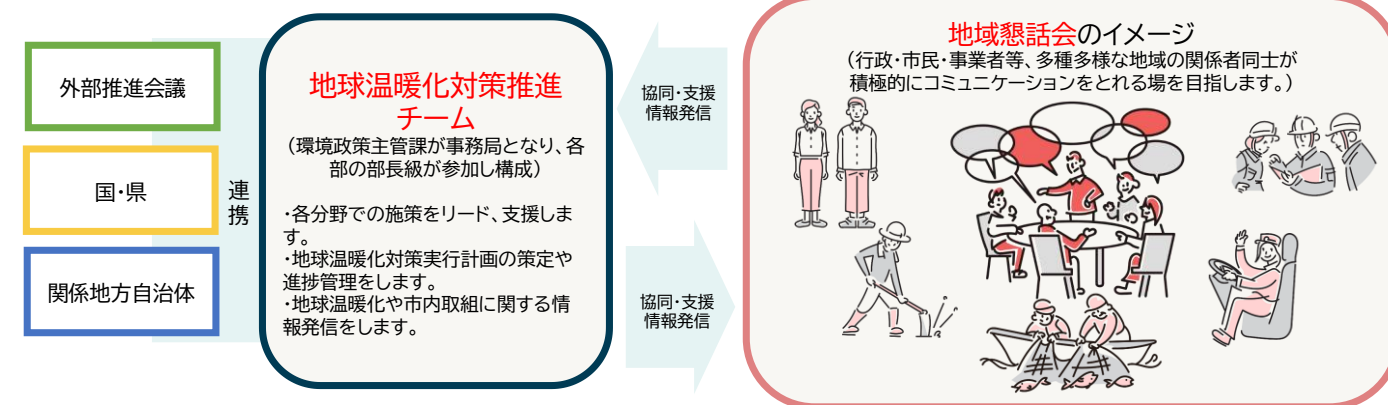 外部推進会議
国・県
関係地方自治体
連
携
地球温暖化対策推進
チーム
（環境政策主管課が事務局となり、各
部の部長級が参加し構成）
・各分野での施策をリード、支援しま
す。
・地球温暖化対策実行計画の策定や
進捗管理をします。
・地球温暖化や市内取組に関する情
報発信をします。
協同・支援
情報発信
協同・支援
情報発信
地域懇話会のイメージ
（行政・市民・事業者等、多種多様な地域の関係者同士が
積極的にコミュニケーションをとれる場を目指します。）